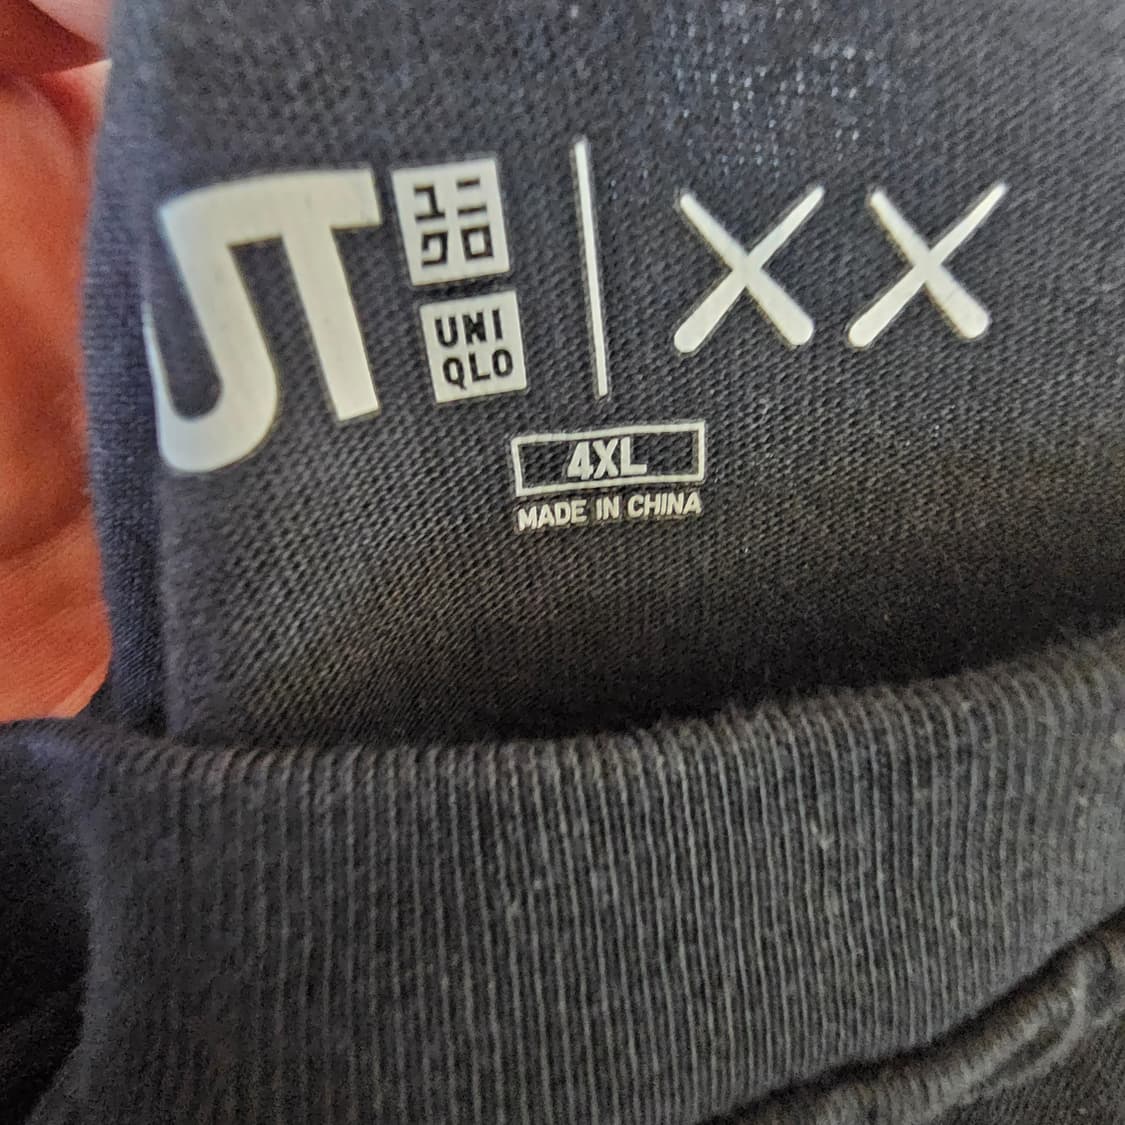 UT
ユニ
クロ
UNI
QLO
XX
4XL
MADE IN CHINA